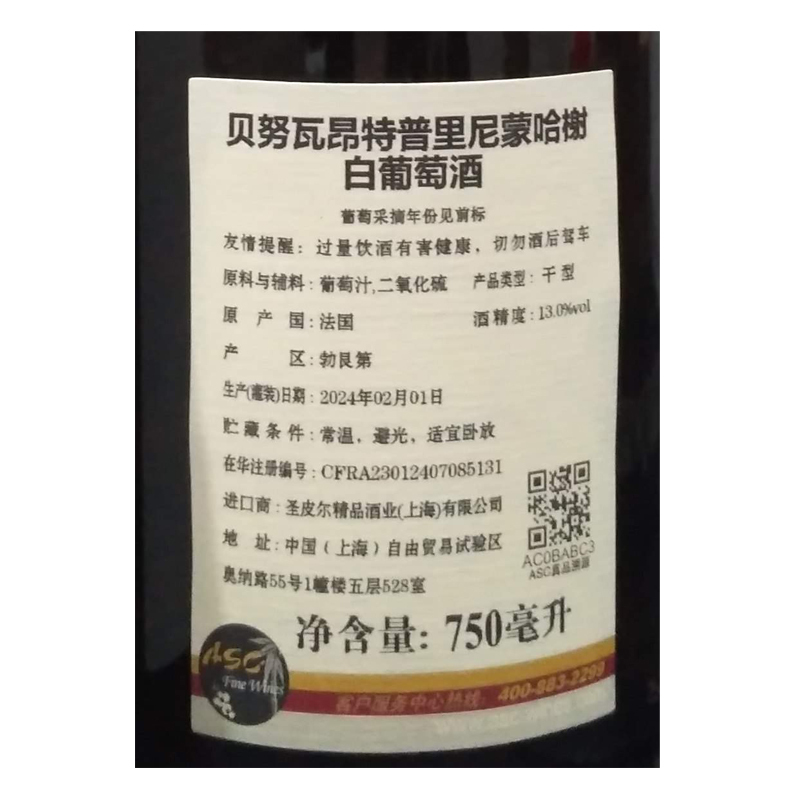 贝努瓦昂特普里尼蒙哈榭
白葡萄酒
葡萄采摘年份见前标
友情提醒：过量饮酒有害健康，切勿酒后驾车
原料与辅料：葡萄汁,二氧化硫 产品类型：干型
原产国：法国 酒精度：13.0%vol
产区：勃艮第
生产(灌装)日期：2024年02月01日
贮藏条件：常温，避光，适宜卧放
在华注册编号：CFRA23012407085131
进口商：圣皮尔精品酒业(上海)有限公司
地址：中国（上海）自由贸易试验区
奥纳路55号1幢楼五层528室
AC0BABC3
ASC真品溯源
净含量：750毫升
ASC
Fine Wines
客户服务中心热线 400-883-2299